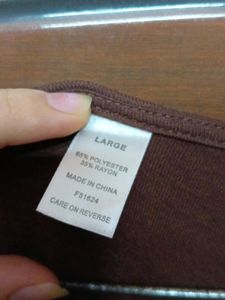 LARGE
65% POLYESTER
35% RAYON
MADE IN CHINA
F51624
CARE ON REVERSE